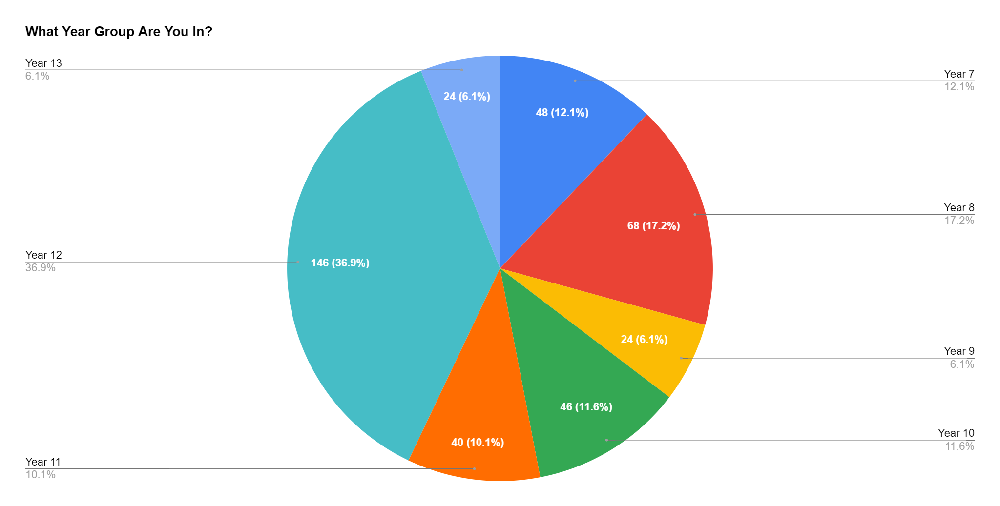 What Year Group Are You In?
Year 13
6.1%
Year 7
12.1%
24 (6.1%)
48 (12.1%)
Year 8
17.2%
68 (17.2%)
Year 12
36.9%
146 (36.9%)
24 (6.1%)
Year 9
6.1%
46 (11.6%)
Year 10
11.6%
40 (10.1%)
Year 11
10.1%